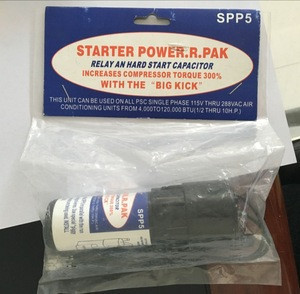 SPP5
STARTER POWER.R.PAK
RELAY AN HARD START CAPACITOR
INCREASES COMPRESSOR TORQUE 300%
WITH THE "BIG KICK"
THIS UNIT CAN BE USED ON ALL PSC SINGLE PHASE 115V THRU 288VAC AIR
CONDITIONING UNITS FROM 4,000TO120,000 BTU(1/2 THRU 10H.P.)
SPP5
R.PAK